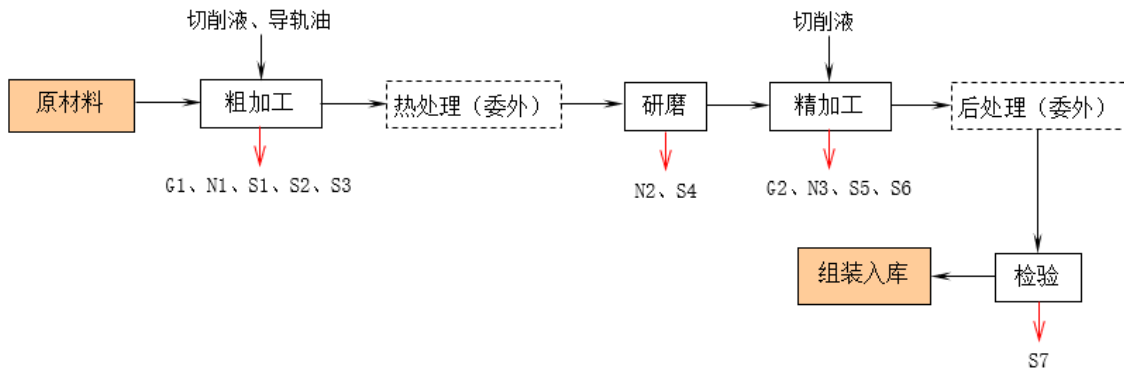 切削液、导轨油
切削液
原材料
粗加工
热处理（委外）
研磨
精加工
后处理（委外）
G1、N1、S1、S2、S3
N2、S4
G2、N3、S5、S6
组装入库
检验
S7